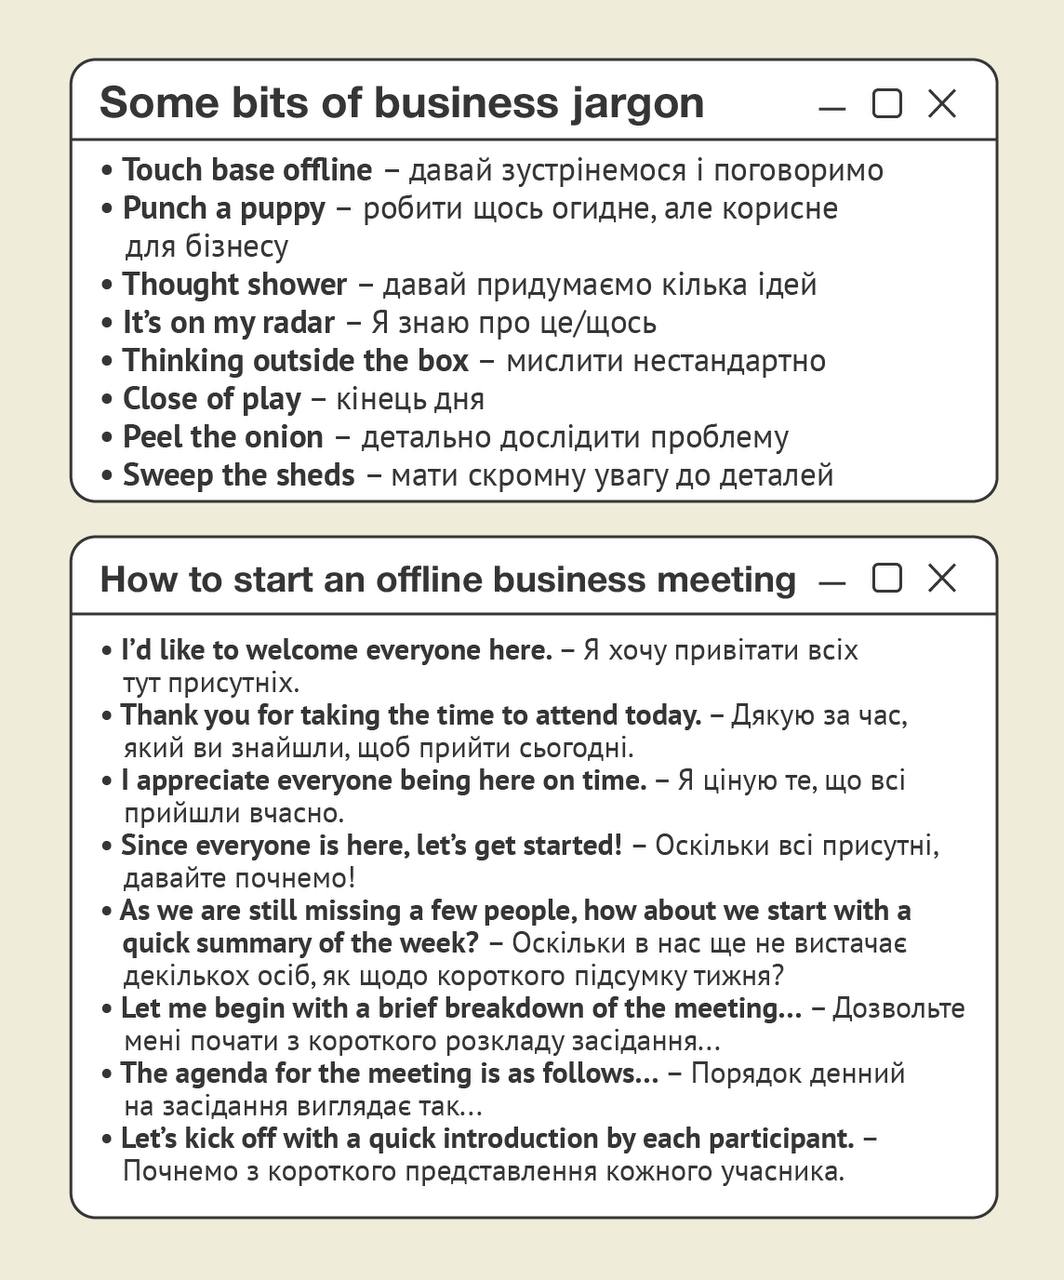 Some bits of business jargon
• Touch base offline – давай зустрінемося і поговоримо
• Punch a puppy – робити щось огидне, але корисне
для бізнесу
• Thought shower – давай придумаємо кілька ідей
• It’s on my radar – Я знаю про це/щось
• Thinking outside the box – мислити нестандартно
• Close of play – кінець дня
• Peel the onion – детально дослідити проблему
• Sweep the sheds – мати скромну увагу до деталей
How to start an offline business meeting
• I’d like to welcome everyone here. – Я хочу привітати всіх
тут присутніх.
• Thank you for taking the time to attend today. – Дякую за час,
який ви знайшли, щоб прийти сьогодні.
• I appreciate everyone being here on time. – Я ціную те, що всі
прийшли вчасно.
• Since everyone is here, let’s get started! – Оскільки всі присутні,
давайте почнемо!
• As we are still missing a few people, how about we start with a
quick summary of the week? – Оскільки в нас ще не вистачає
декількох осіб, як щодо короткого підсумку тижня?
• Let me begin with a brief breakdown of the meeting... – Дозвольте
мені почати з короткого розкладу засідання...
• The agenda for the meeting is as follows... – Порядок денний
на засідання виглядає так...
• Let’s kick off with a quick introduction by each participant. –
Почнемо з короткого представлення кожного учасника.